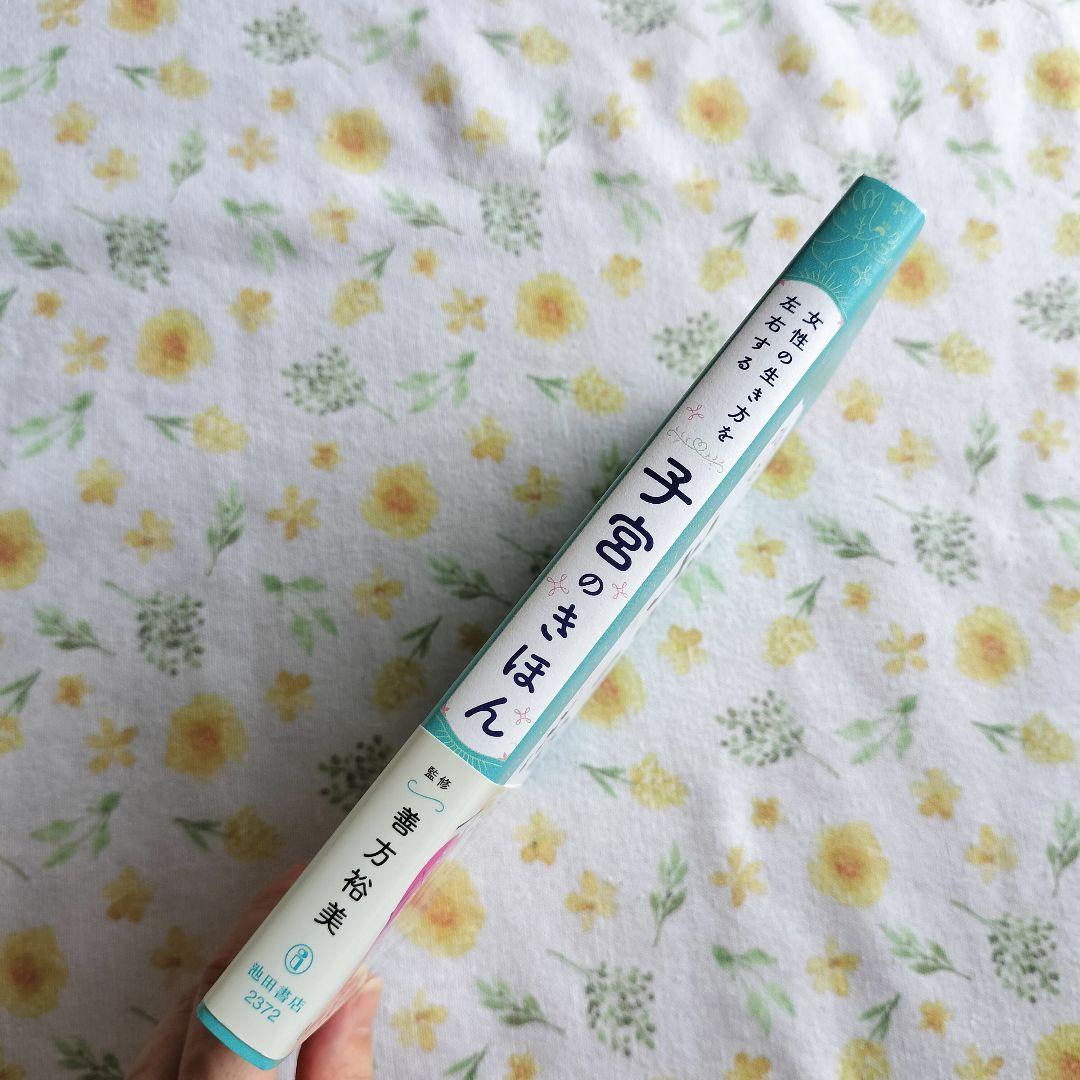 女性の生き方を
左右する
子宮のきほん
監修
善方裕美
池田書店
2372